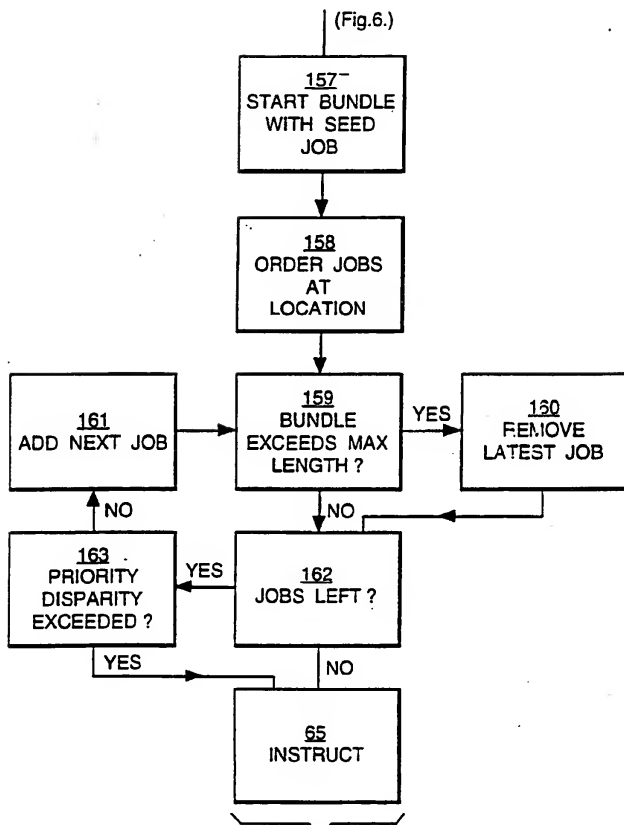 (Fig.6.)
157
START BUNDLE
WITH SEED
JOB
158
ORDER JOBS
AT
LOCATION
161
ADD NEXT JOB
159
BUNDLE
EXCEEDS MAX
LENGTH ?
YES
160
REMOVE
LATEST JOB
NO
NO
163
PRIORITY
DISPARITY
EXCEEDED ?
YES
162
JOBS LEFT ?
YES
NO
65
INSTRUCT